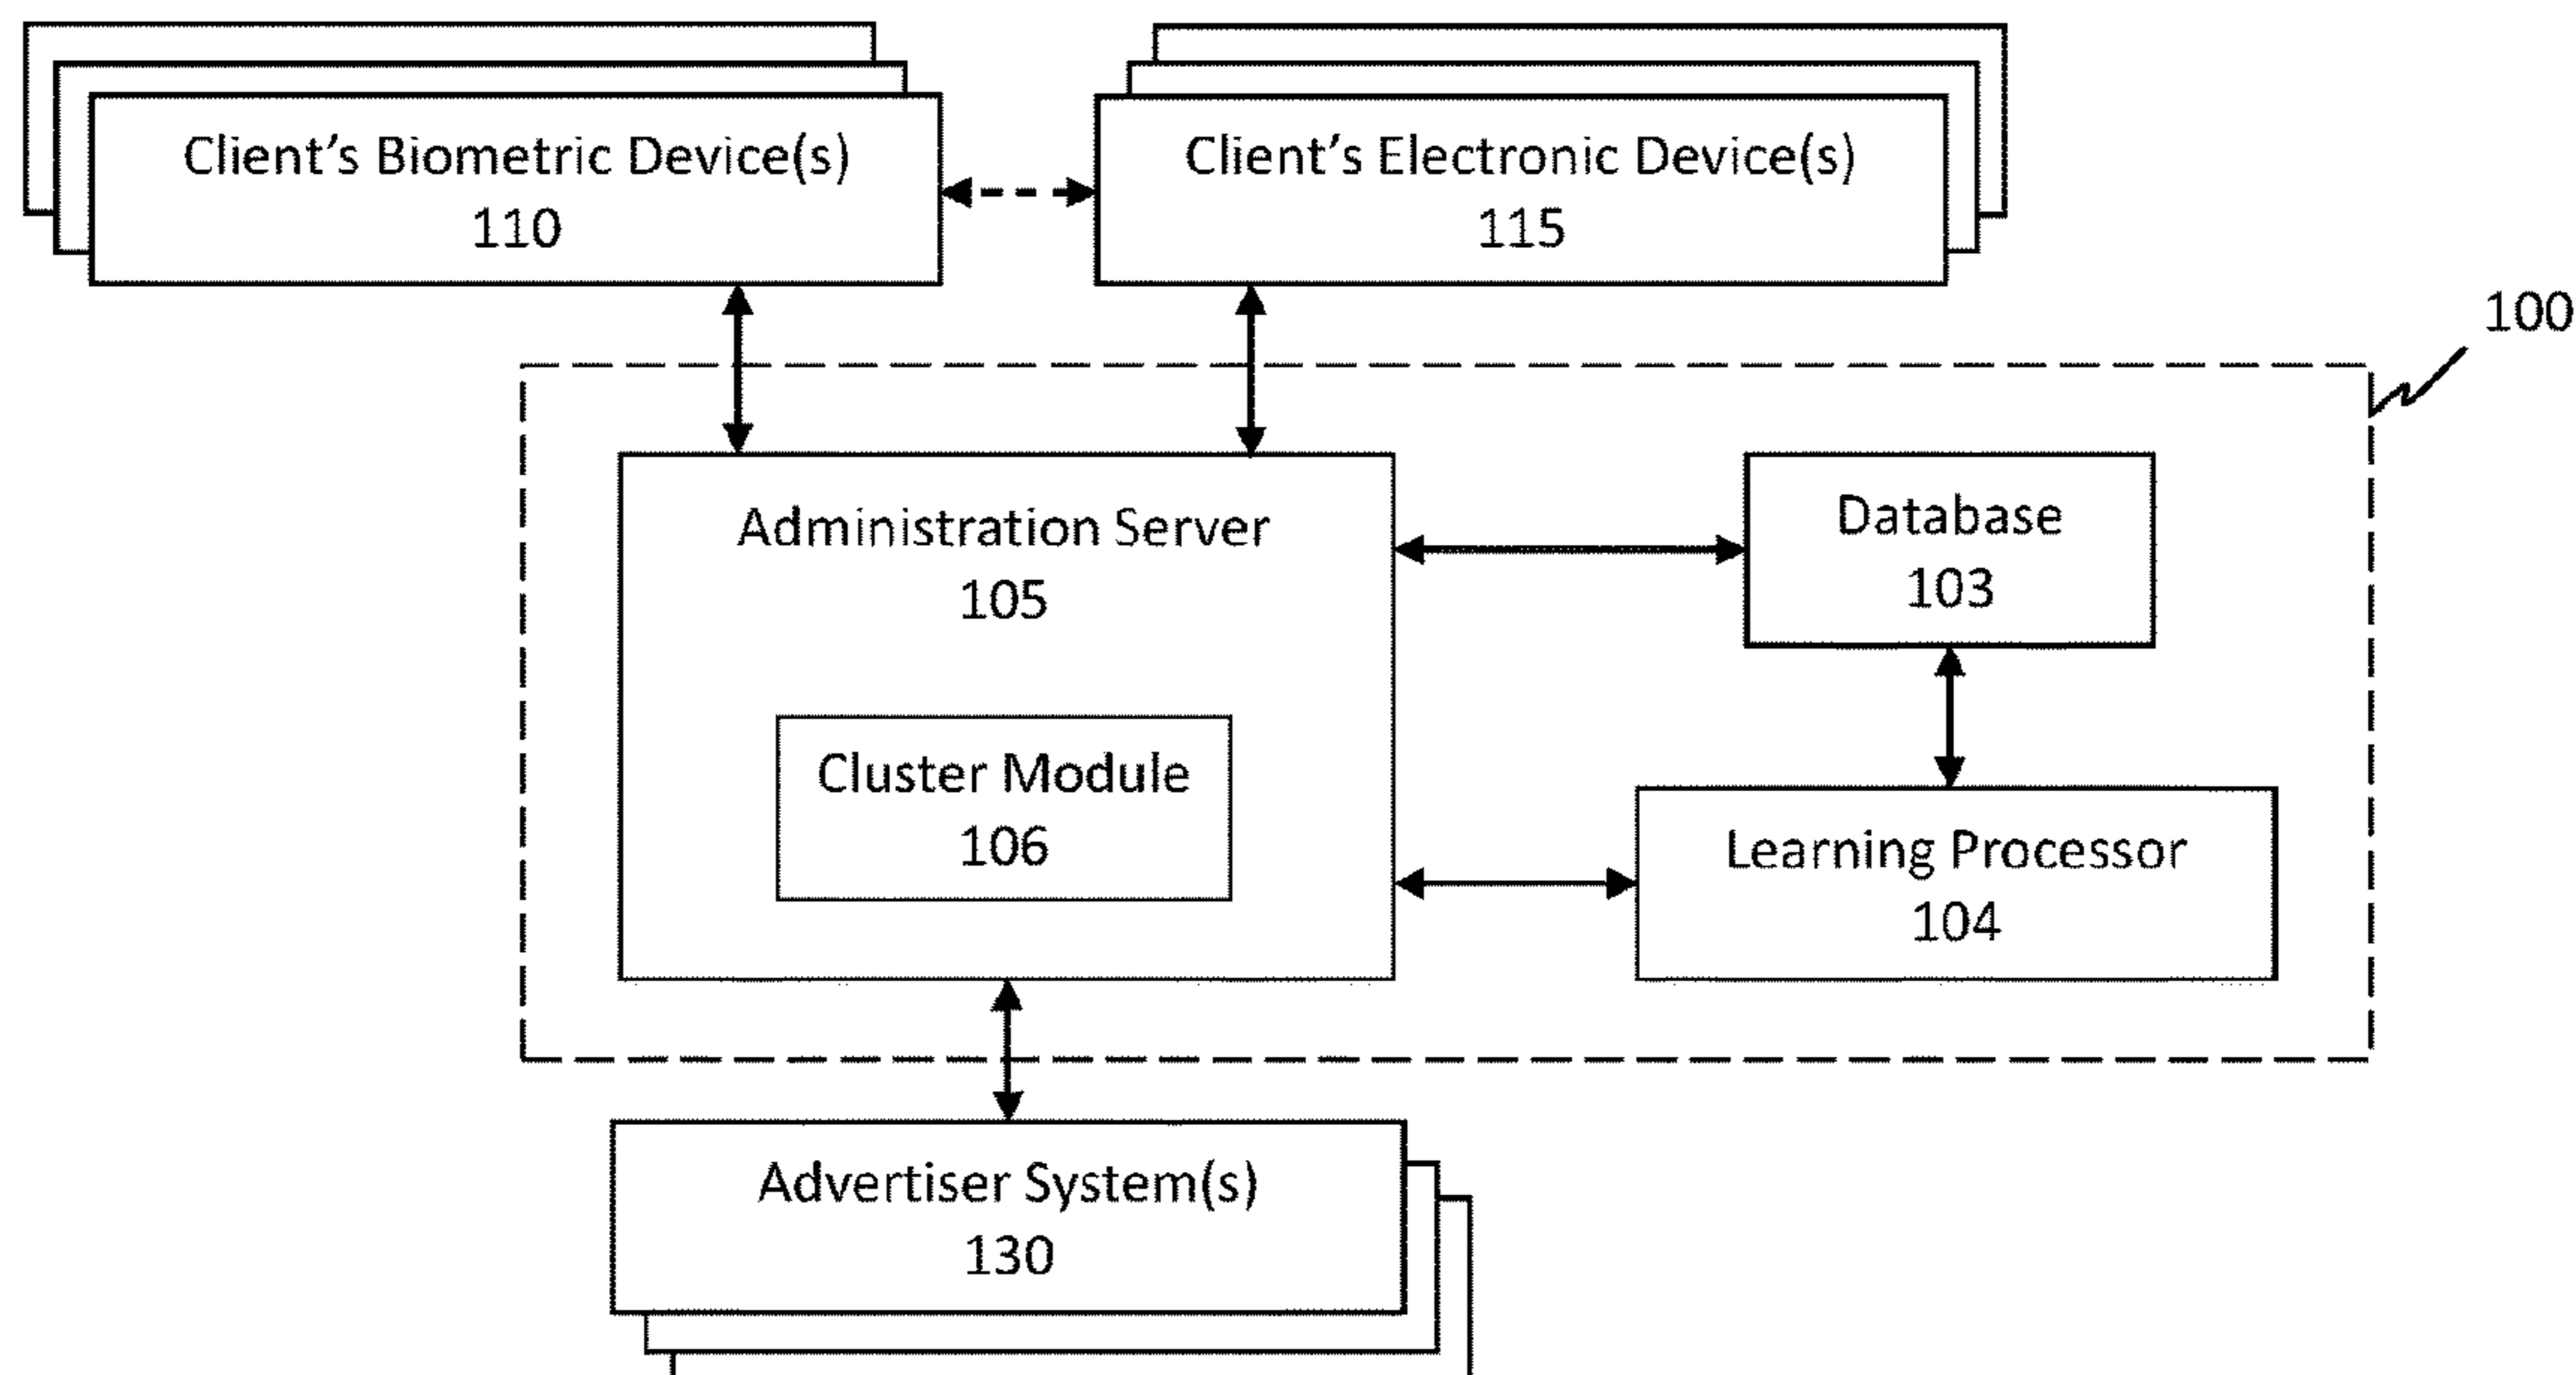 Client’s Biometric Device(s)
110
Client’s Electronic Device(s)
115
100
Administration Server
105
Database
103
Cluster Module
106
Learning Processor
104
Advertiser System(s)
130